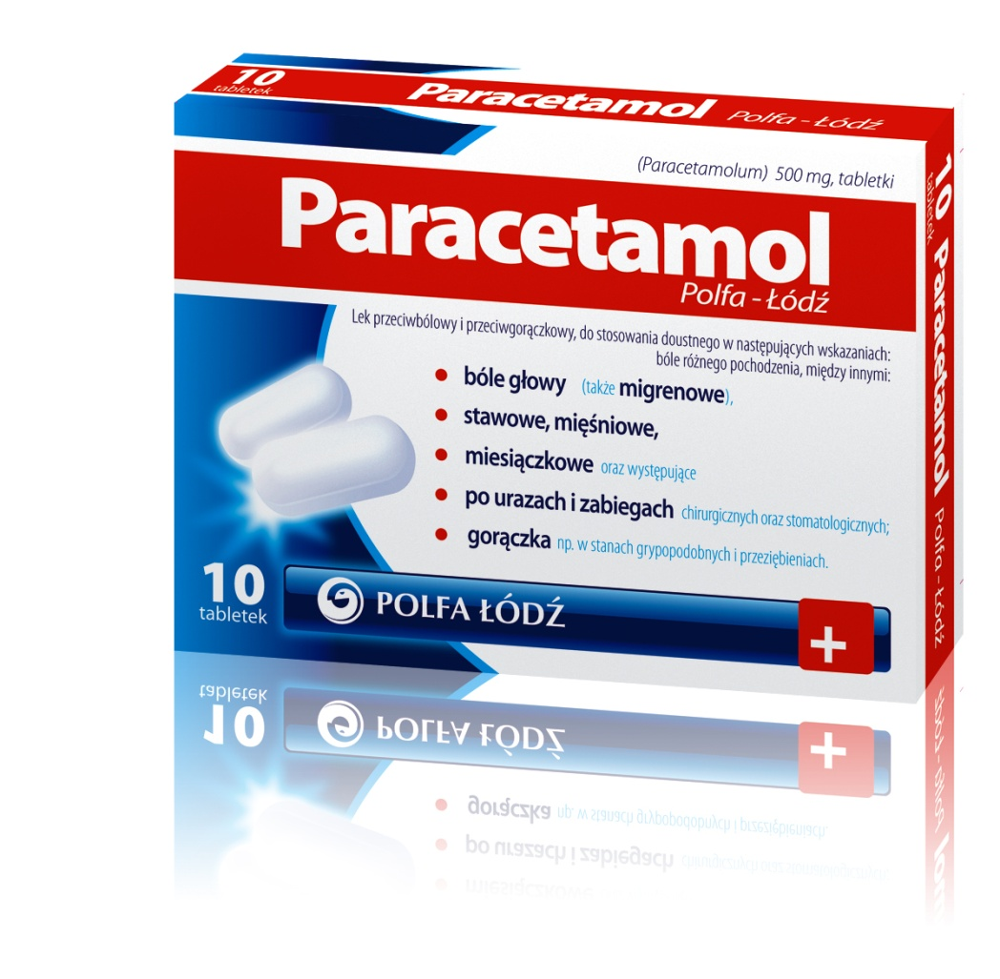 10
tabletek
Paracetamol Polfa - Łódź
(Paracetamolum) 500 mg, tabletki
Paracetamol
Polfa - Łódź
Lek przeciwbólowy i przeciwgorączkowy, do stosowania doustnego w następujących wskazaniach:
bóle różnego pochodzenia, między innymi:
bóle głowy (także migrenowe),
stawowe, mięśniowe,
miesiączkowe oraz występujące
po urazach i zabiegach chirurgicznych oraz stomatologicznych;
gorączka np. w stanach grypopodobnych i przeziębieniach.
10
tabletek
POLFA ŁÓDŹ
10
tabletek
Paracetamol Polfa - Łódź